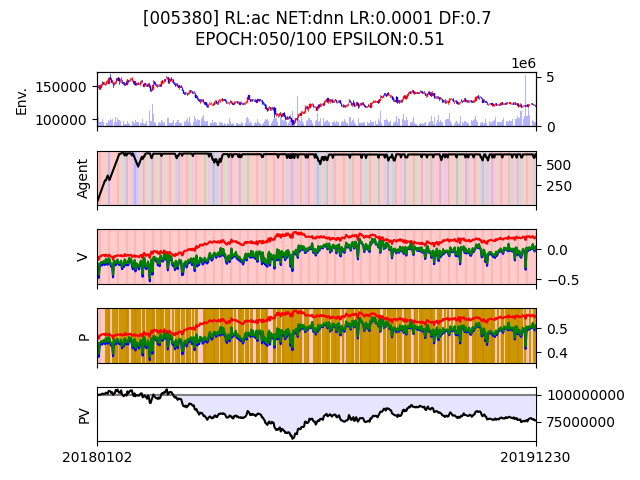 [005380] RL:ac NET:dnn LR:0.0001 DF:0.7
EPOCH:050/100 EPSILON:0.51
1e6
Env.
150000
100000
5
0
Agent
500
250
V
0.0
−0.5
P
0.5
0.4
PV
100000000
75000000
20180102
20191230